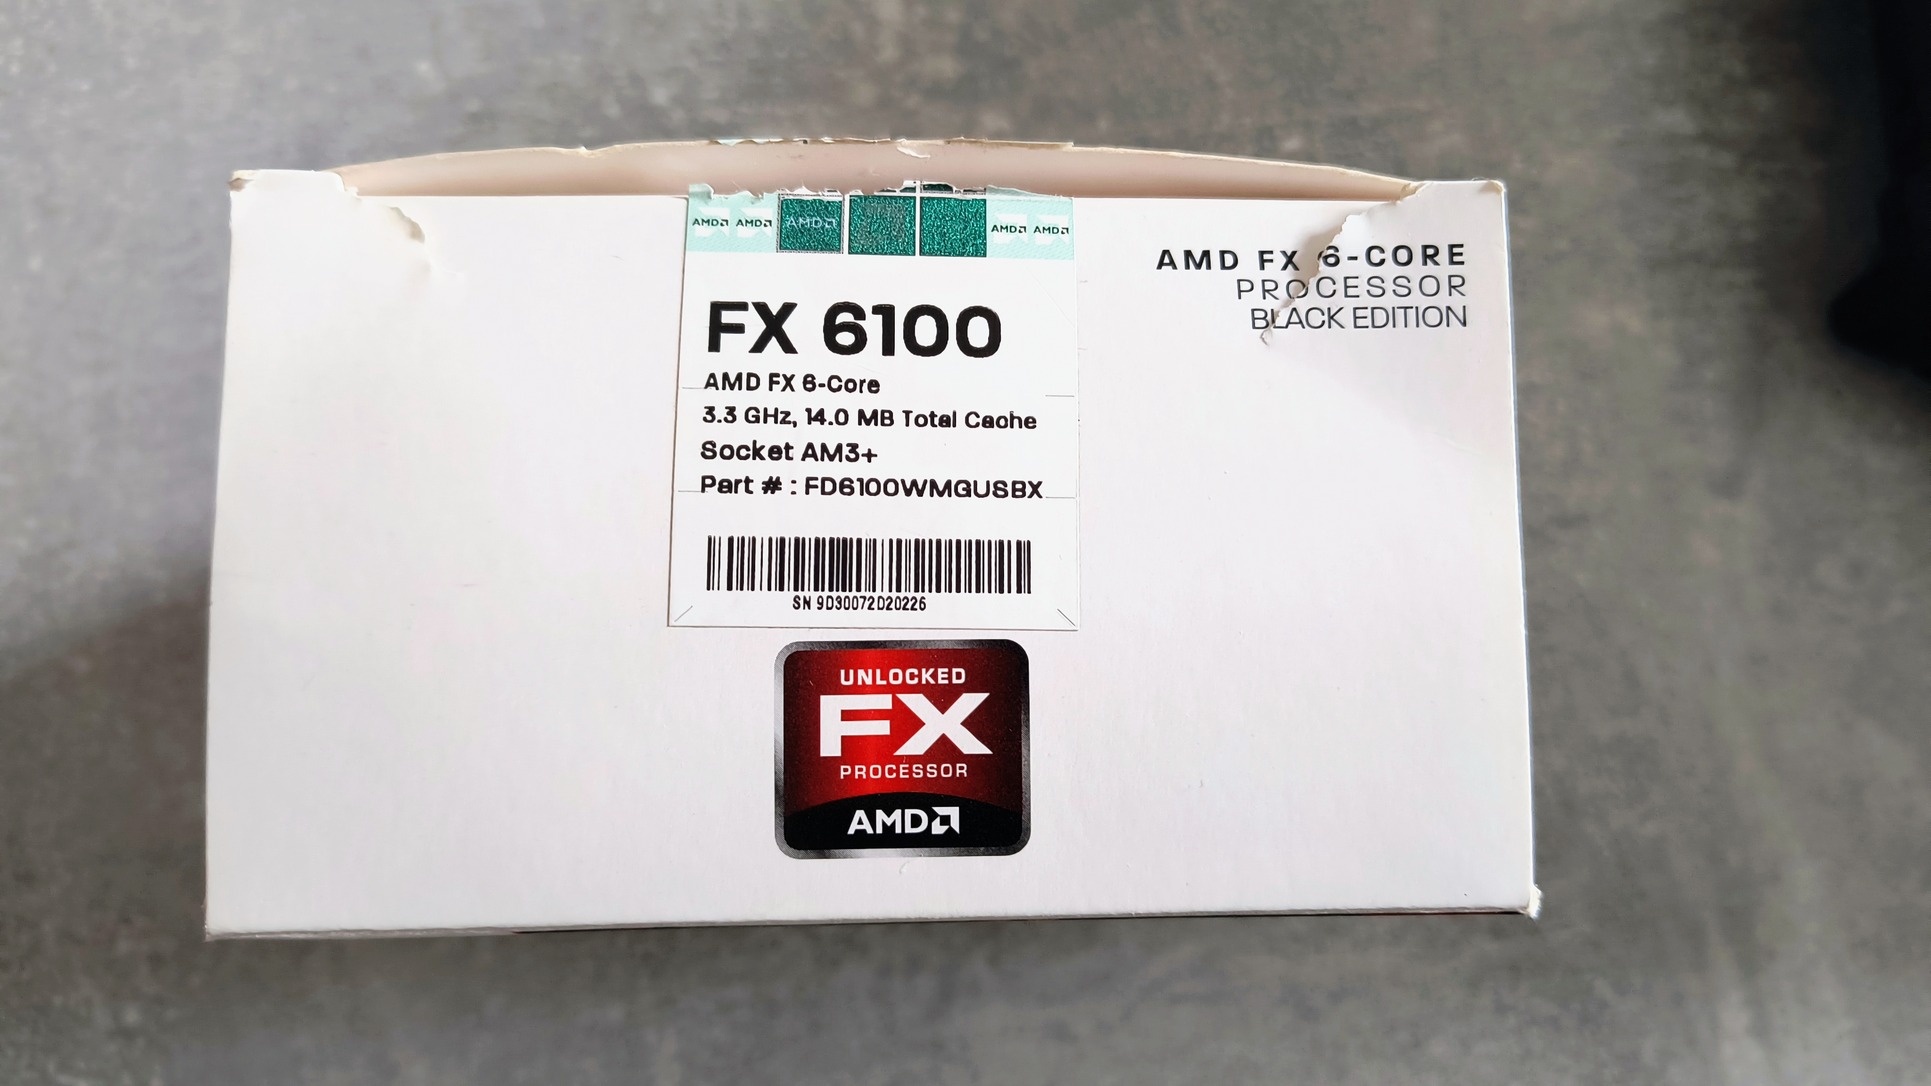 AMD AMD AMD AMD AMD
FX 6100
AMD FX 6-Core
3.3 GHz, 14.0 MB Total Cache
Socket AM3+
Part # : FD6100WMGUSBX
SN 9D30072D20226
AMD FX 6-CORE
PROCESSOR
BLACK EDITION
UNLOCKED
FX
PROCESSOR
AMD